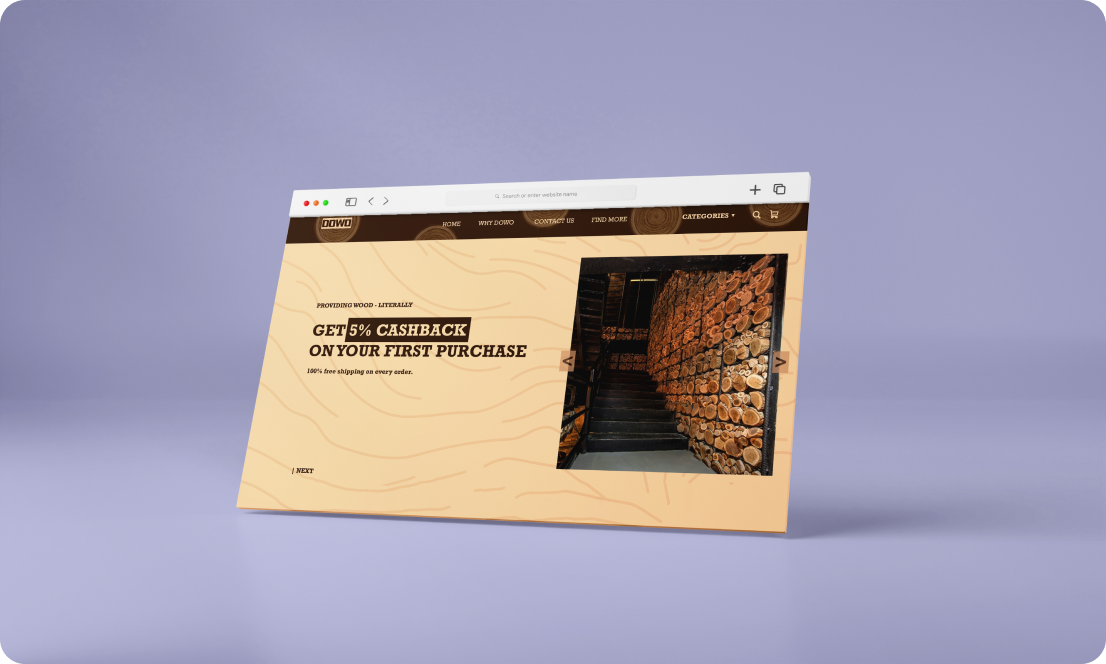 Search or enter website name
DOWO
HOME
WHY DOWO
CONTACT US
FIND MORE
CATEGORIES
PROVIDING WOOD - LITERALLY
GET 5% CASHBACK
ON YOUR FIRST PURCHASE
100% free shipping on every order.
<
>
| NEXT